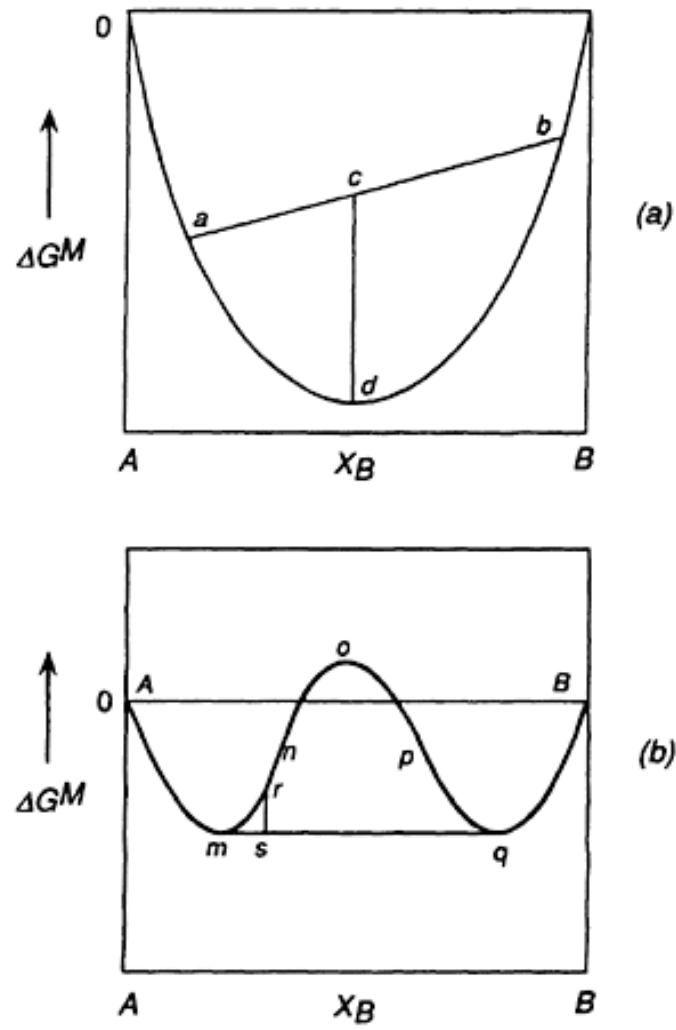 0
b
c
a
(a)
ΔG^M
d
A X_B B
o
A B
0
n p (b)
r
ΔG^M
m s q
A X_B B